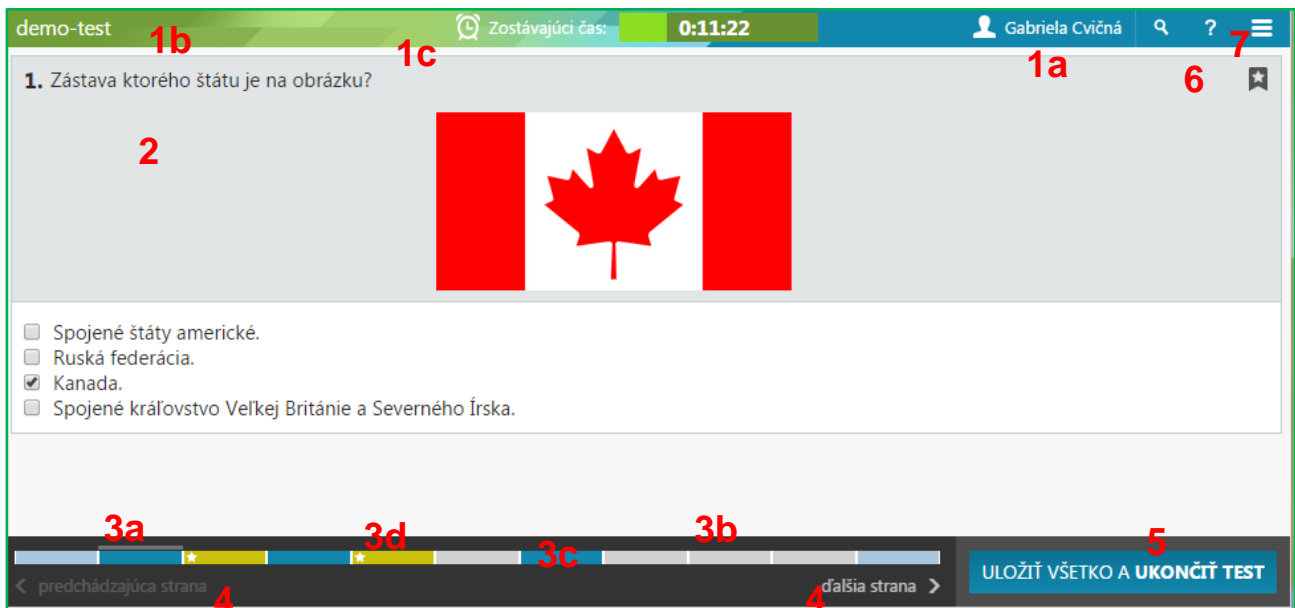 demo-test 1b 1c Zostávajúci čas: 0:11:22 Gabriela Cvičná 1a ? 7
1. Zástava ktorého štátu je na obrázku? 6
2
Spojené štáty americké.
Ruská federácia.
Kanada.
Spojené kráľovstvo Veľkej Británie a Severného Írska.
3a 3d 3c 3b 5
predchádzajúca strana 4 4 ďalšia strana ULOŽIŤ VŠETKO A UKONČIŤ TEST